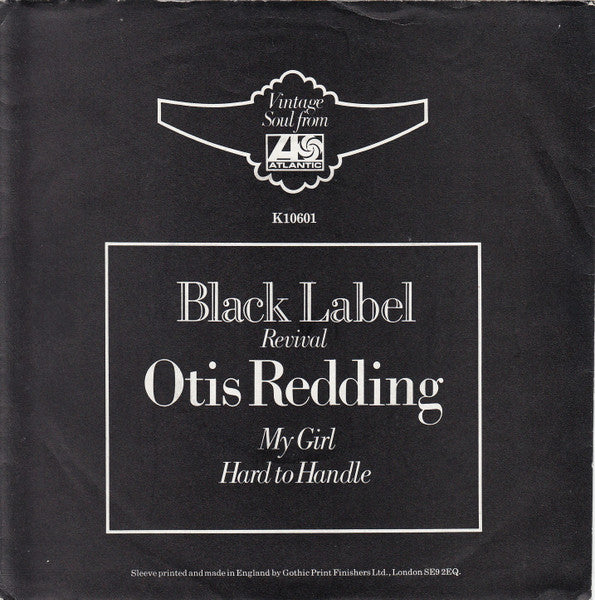 Vintage
Soul from
ATLANTIC
K10601
Black Label
Revival
Otis Redding
My Girl
Hard to Handle
Sleeve printed and made in England by Gothic Print Finishers Ltd., London SE9 2EQ.